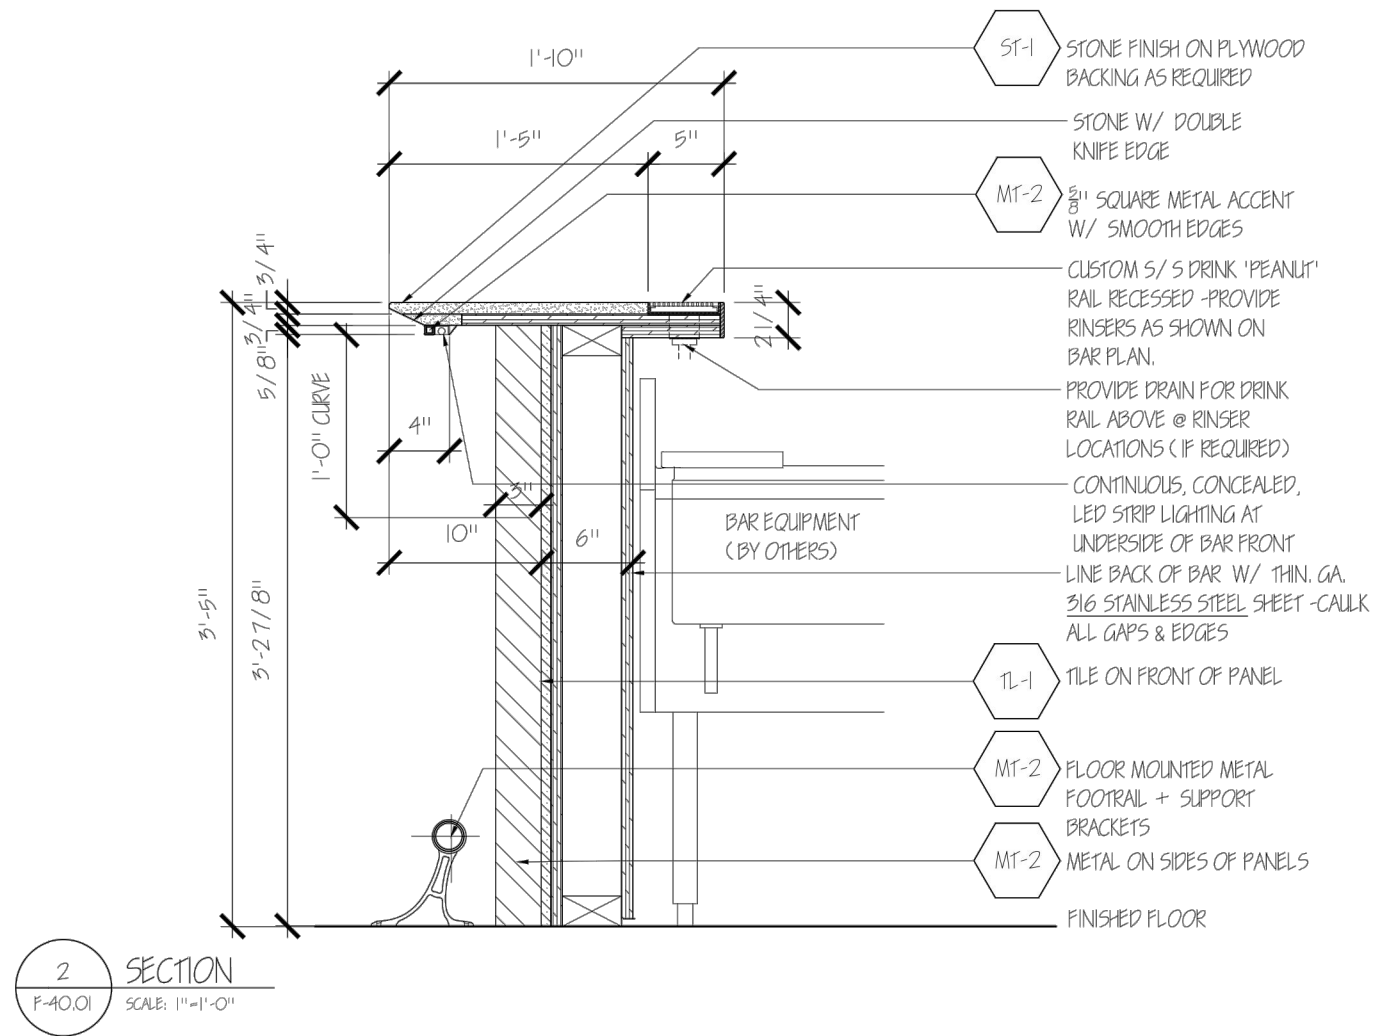 1'-10"
1'-5"
5"
ST-1
STONE FINISH ON PLYWOOD
BACKING AS REQUIRED
STONE W/ DOUBLE
KNIFE EDGE
MT-2
5/8" SQUARE METAL ACCENT
W/ SMOOTH EDGES
CUSTOM S/S DRINK 'PEANUT'
RAIL RECESSED -PROVIDE
RINSERS AS SHOWN ON
BAR PLAN.
PROVIDE DRAIN FOR DRINK
RAIL ABOVE @ RINSER
LOCATIONS (IF REQUIRED)
CONTINUOUS, CONCEALED,
LED STRIP LIGHTING AT
UNDERSIDE OF BAR FRONT
LINE BACK OF BAR W/ THIN. GA.
316 STAINLESS STEEL SHEET -CAULK
ALL GAPS & EDGES
TL-1
TILE ON FRONT OF PANEL
MT-2
FLOOR MOUNTED METAL
FOOTRAIL + SUPPORT
BRACKETS
MT-2
METAL ON SIDES OF PANELS
FINISHED FLOOR
3/4"
3/4"
5/8"
2 1/4"
1'-0" CURVE
4"
3"
10"
6"
BAR EQUIPMENT
(BY OTHERS)
3'-5"
3'-2 7/8"
2
F-40.01
SECTION
SCALE: 1"=1'-0"